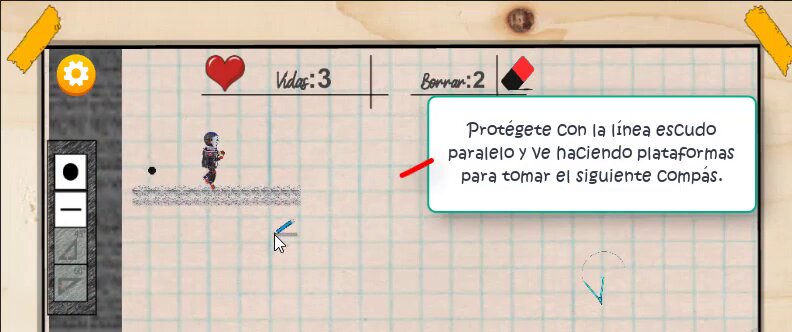 Vidas:3
Borrar:2
Protégete con la línea escudo
paralelo y ve haciendo plataformas
para tomar el siguiente compás.